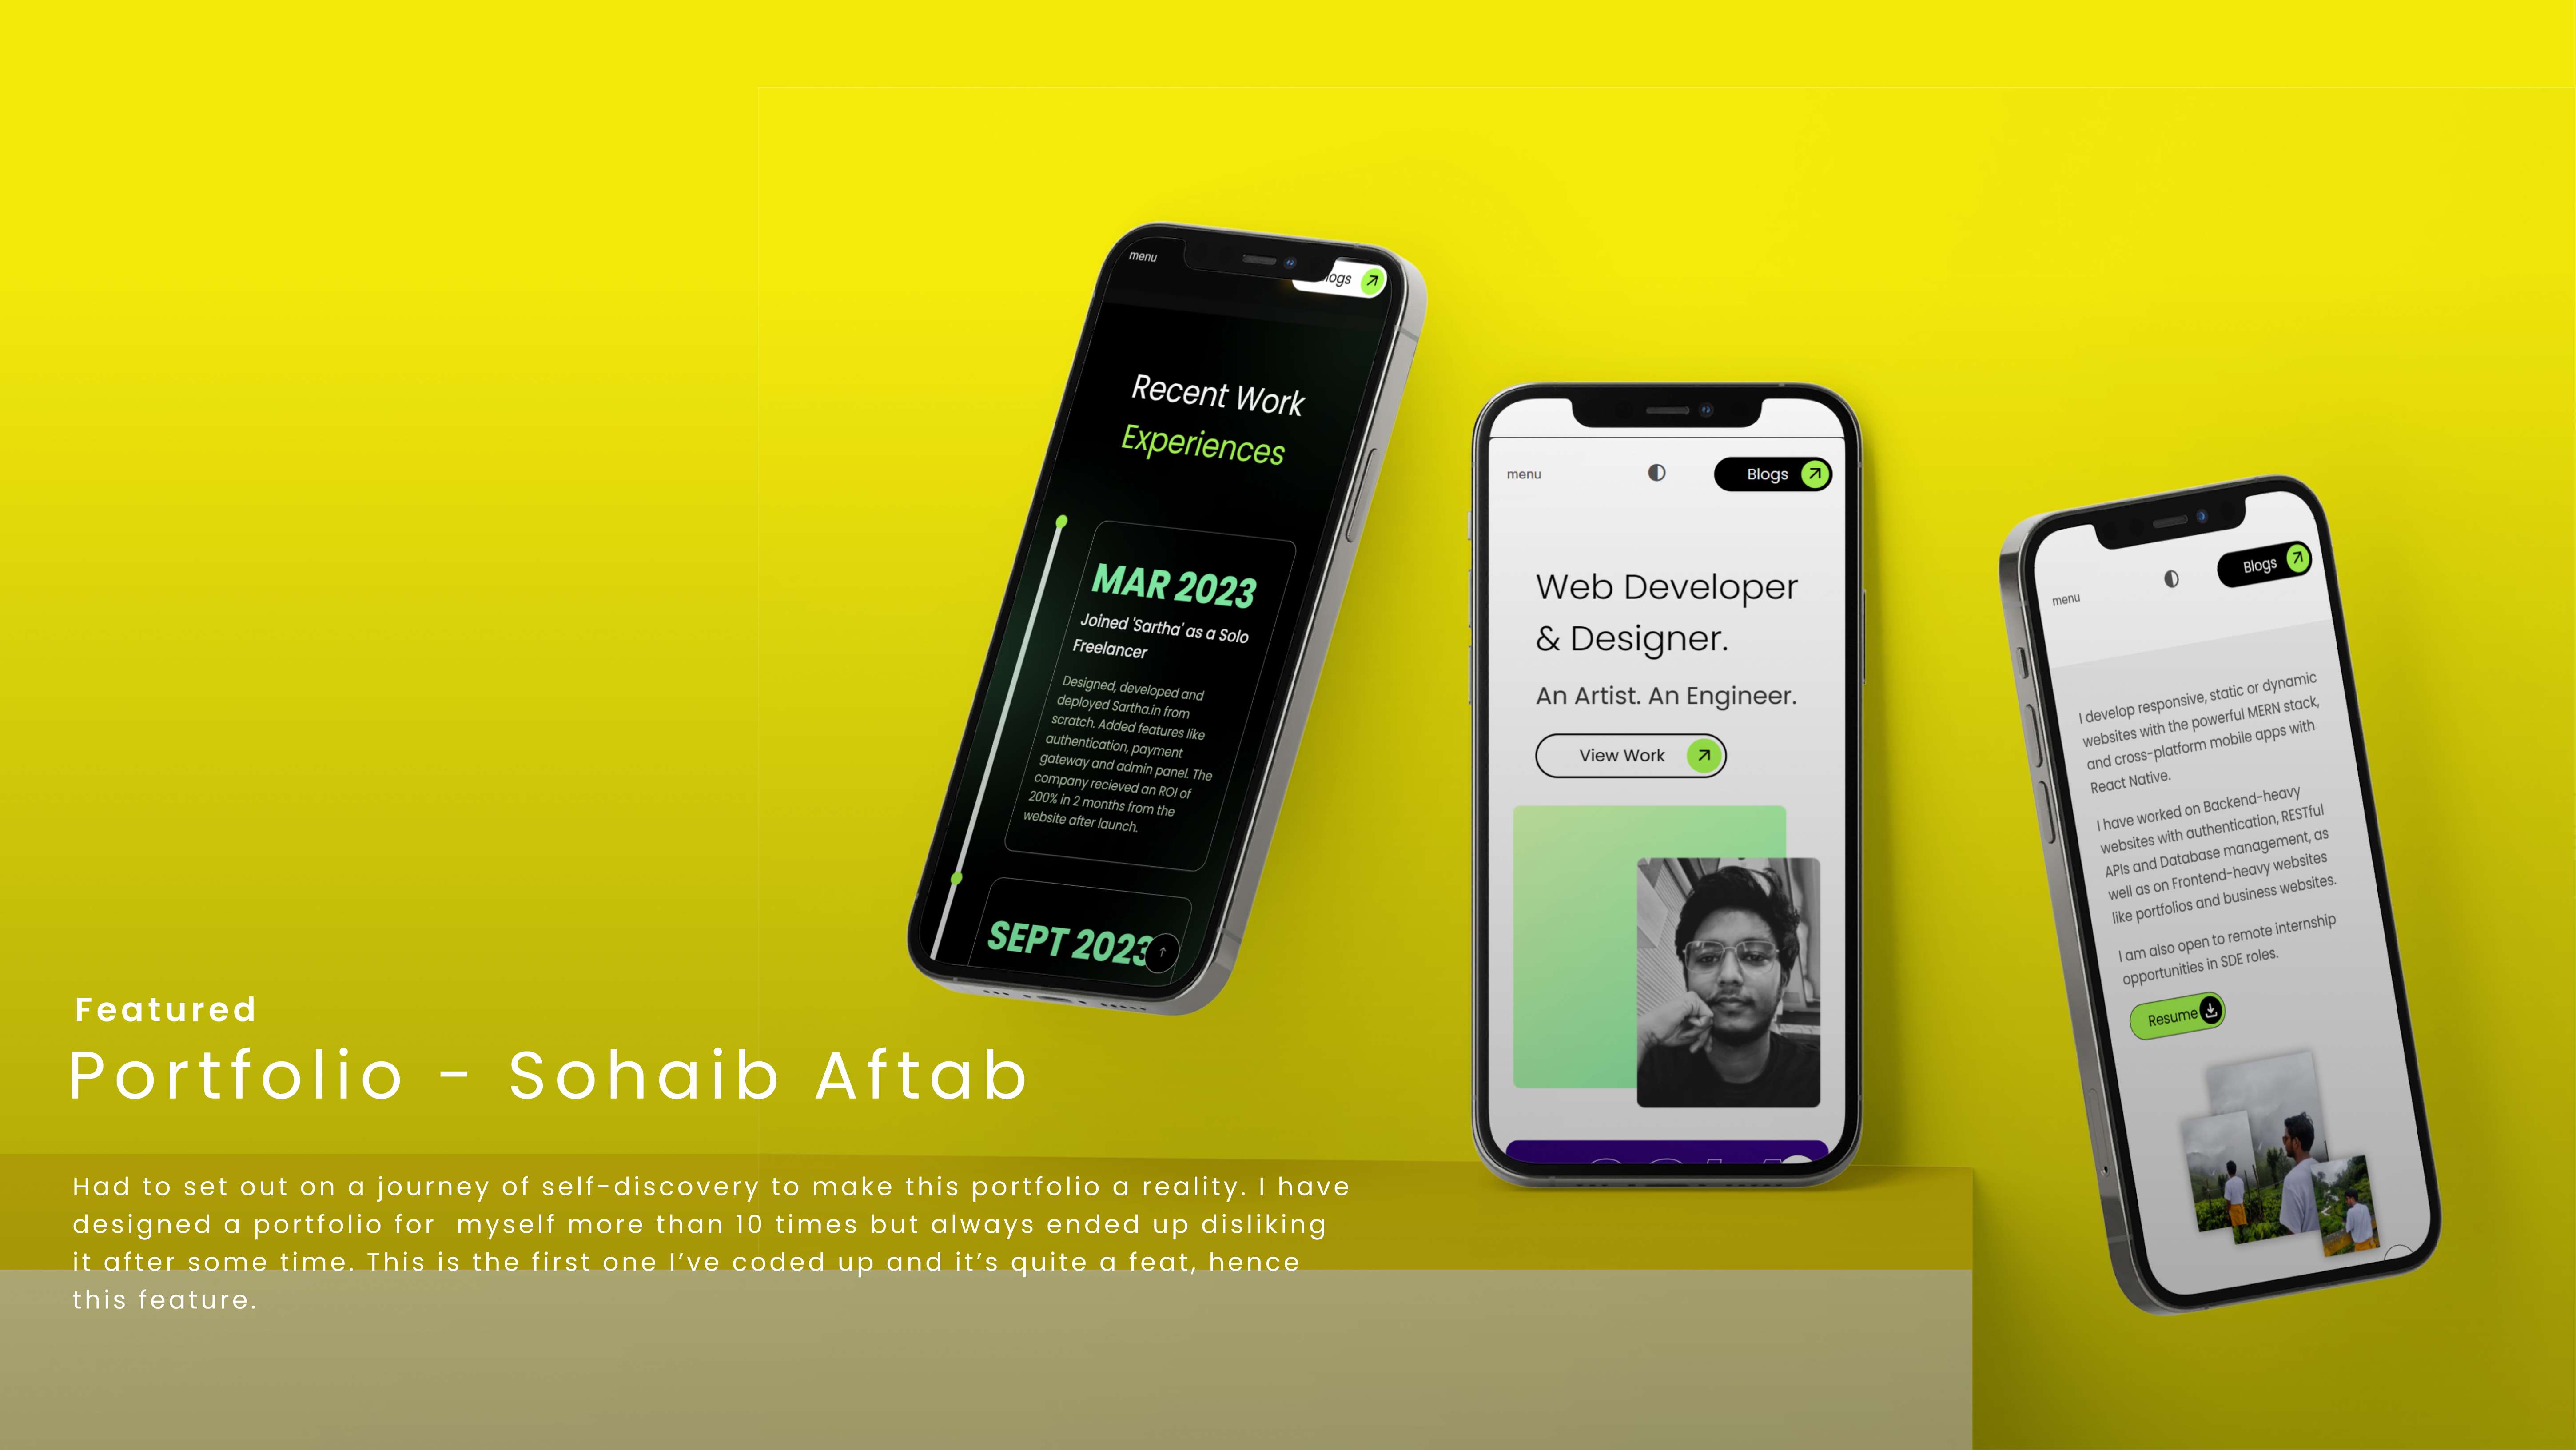 menu
logs
Recent Work
Experiences
MAR 2023
Joined 'Sartha' as a Solo
Freelancer
Designed, developed and
deployed Sartha.in from
scratch. Added features like
authentication, payment
gateway and admin panel. The
company recieved an ROI of
200% in 2 months from the
website after launch.
SEPT 2023
menu
Blogs
Web Developer
& Designer.
An Artist. An Engineer.
View Work
menu
Blogs
I develop responsive, static or dynamic
websites with the powerful MERN stack,
and cross-platform mobile apps with
React Native.
I have worked on Backend-heavy
websites with authentication, RESTful
APIs and Database management, as
well as on Frontend-heavy websites
like portfolios and business websites.
I am also open to remote internship
opportunities in SDE roles.
Resume
Featured
Portfolio - Sohaib Aftab
Had to set out on a journey of self-discovery to make this portfolio a reality. I have
designed a portfolio for  myself more than 10 times but always ended up disliking
it after some time. This is the first one I’ve coded up and it’s quite a feat, hence
this feature.